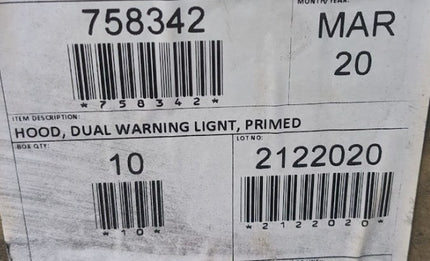 MONTH/YEAR:
758342
MAR
20
*758342*
ITEM DESCRIPTION:
HOOD, DUAL WARNING LIGNT, PRIMED
BOX QTY:
LOT NO:
10
2122020
*10*
*2122020*